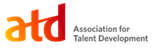 atd Association for
Talent Development